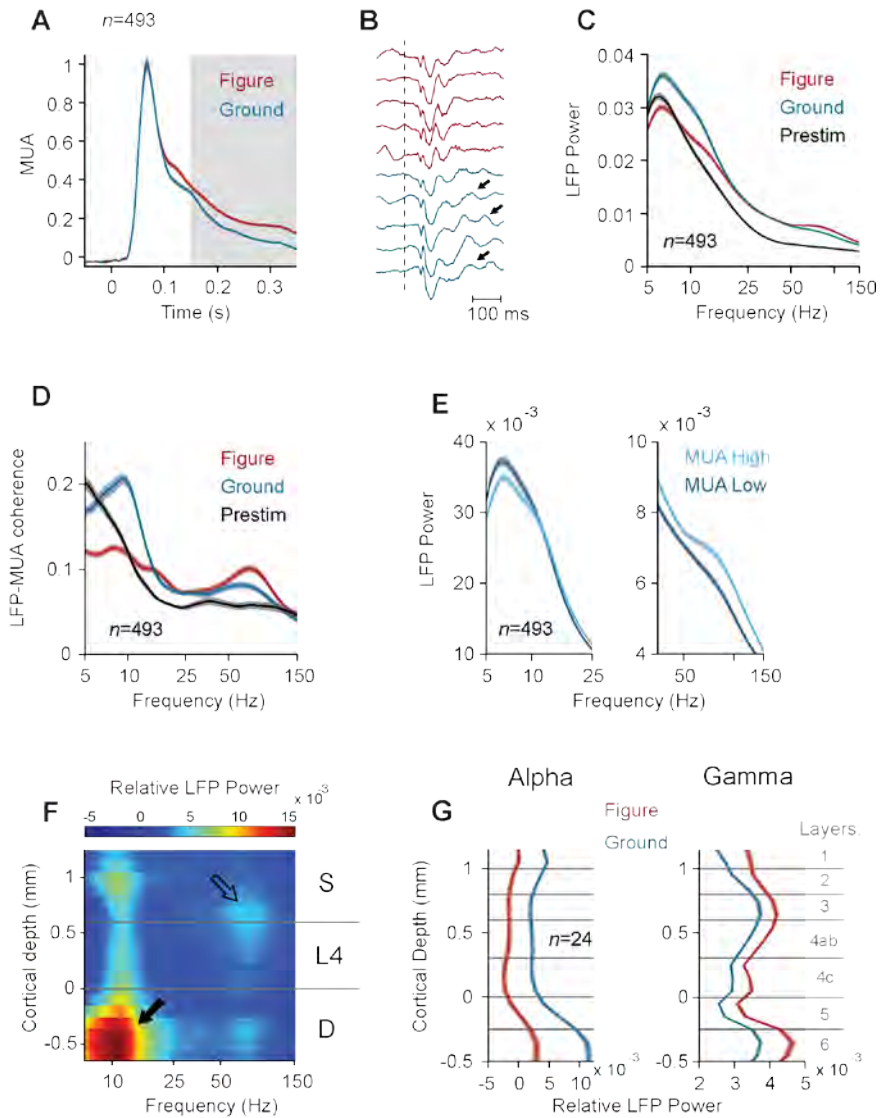 A
n=493
MUA
1
0.8
0.6
0.4
0.2
0
Figure
Ground
0
0.1
0.2
0.3
Time (s)
B
100 ms
C
LFP Power
0.04
0.03
0.02
0.01
0
Figure
Ground
Prestim
n=493
5
10
25
50
150
Frequency (Hz)
D
LFP-MUA coherence
0.2
0.1
0
Figure
Ground
Prestim
n=493
5
10
25
50
150
Frequency (Hz)
E
x 10⁻³
LFP Power
40
30
20
10
n=493
5
10
25
x 10⁻³
10
8
6
4
MUA High
MUA Low
50
150
Frequency (Hz)
F
Relative LFP Power
x 10⁻³
-5
0
5
10
15
Cortical depth (mm)
1
0.5
0
-0.5
S
L4
D
10
25
50
150
Frequency (Hz)
G
Alpha
Gamma
Figure
Ground
Layers
Cortical Depth (mm)
1
0.5
0
-0.5
n=24
1
2
3
4ab
4c
5
6
-5
0
5
10
2
3
4
5
x 10⁻³
Relative LFP Power